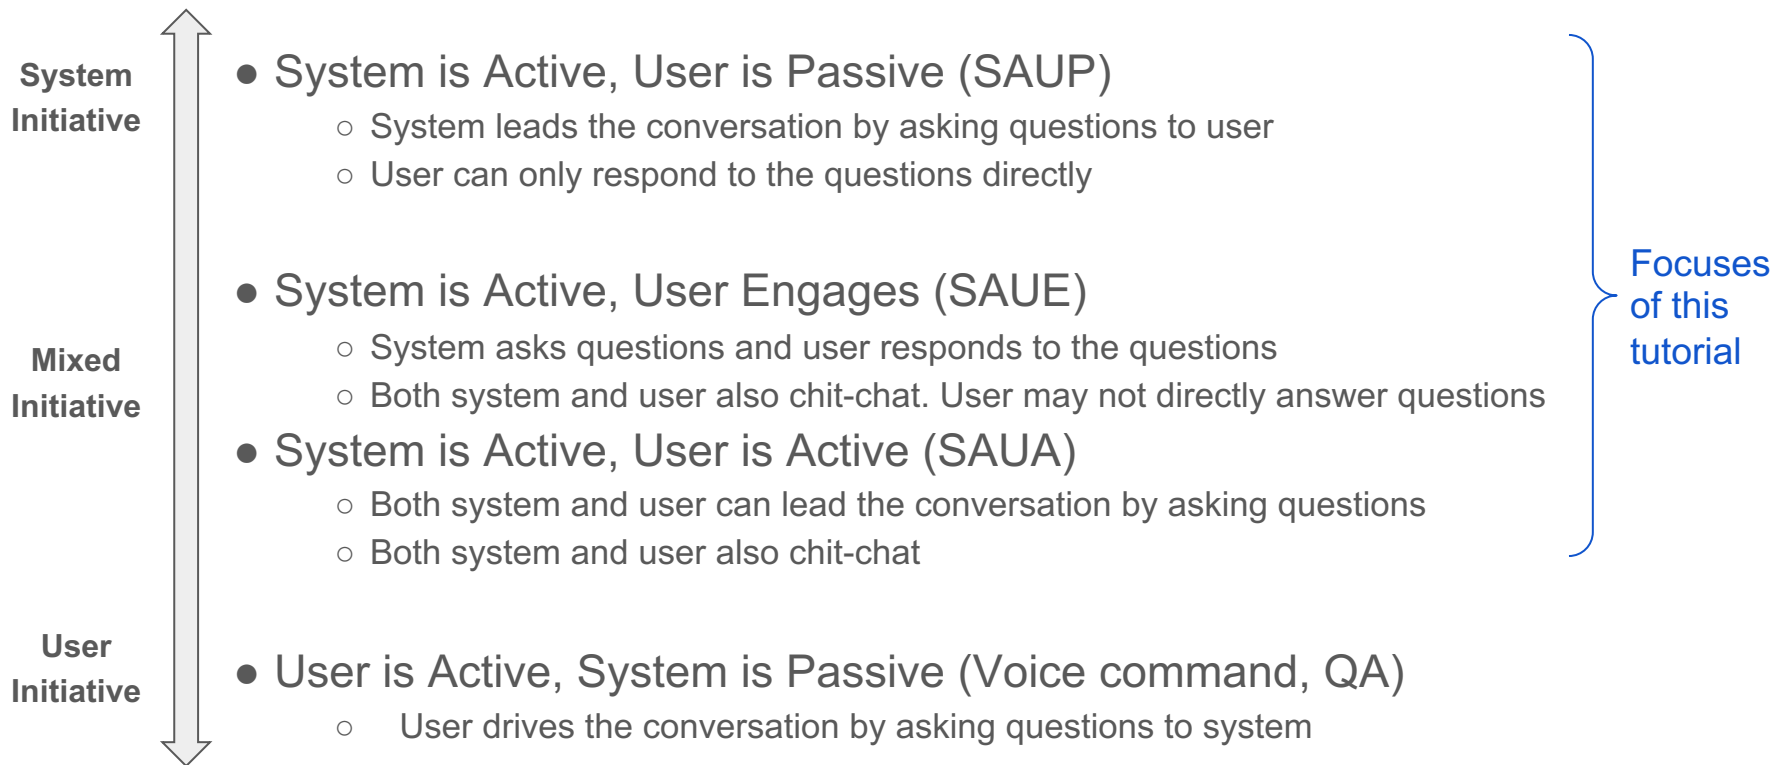 System
Initiative
● System is Active, User is Passive (SAUP)
○ System leads the conversation by asking questions to user
○ User can only respond to the questions directly
Mixed
Initiative
● System is Active, User Engages (SAUE)
○ System asks questions and user responds to the questions
○ Both system and user also chit-chat. User may not directly answer questions
● System is Active, User is Active (SAUA)
○ Both system and user can lead the conversation by asking questions
○ Both system and user also chit-chat
Focuses
of this
tutorial
User
Initiative
● User is Active, System is Passive (Voice command, QA)
○ User drives the conversation by asking questions to system